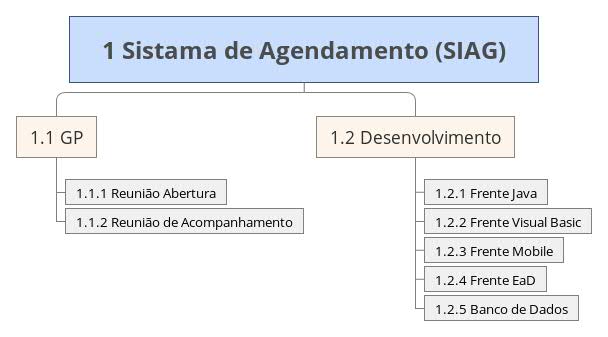 1 Sistama de Agendamento (SIAG)
1.1 GP
1.1.1 Reunião Abertura
1.1.2 Reunião de Acompanhamento
1.2 Desenvolvimento
1.2.1 Frente Java
1.2.2 Frente Visual Basic
1.2.3 Frente Mobile
1.2.4 Frente EaD
1.2.5 Banco de Dados